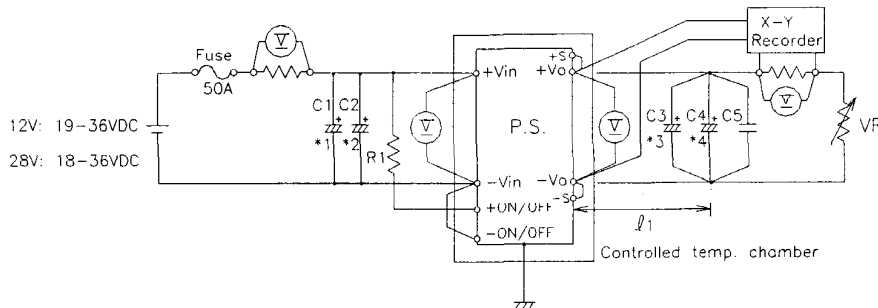 X-Y
Recorder
Fuse
50A
V
+S
+Vin
+Vo
12V: 19-36VDC
28V: 18-36VDC
C1
*1
C2
*2
R1
V
P.S.
V
C3
*3
C4
*4
C5
V
VR
-Vin
-Vo
-S
+ON/OFF
-ON/OFF
ℓ1
Controlled temp. chamber